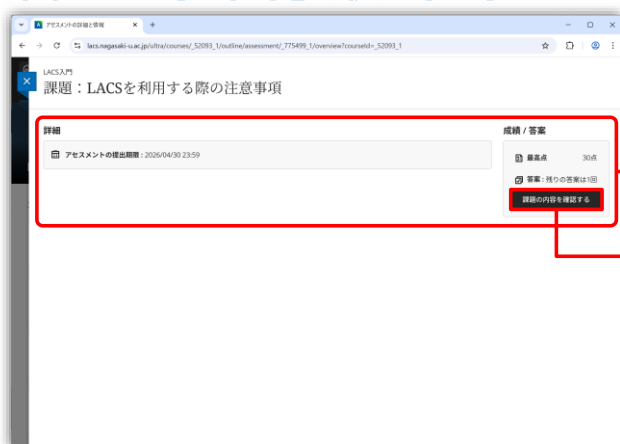 アセスメントの詳細と情報
lacs.nagasaki-u.ac.jp/ultra/courses/_52093_1/outline/assessment/_775499_1/overview?courseId=_52093_1
LACS入門
課題：LACSを利用する際の注意事項
詳細
アセスメントの提出期限：2026/04/30 23:59
成績 / 答案
最高点 30点
答案：残りの答案は1回
課題の内容を確認する